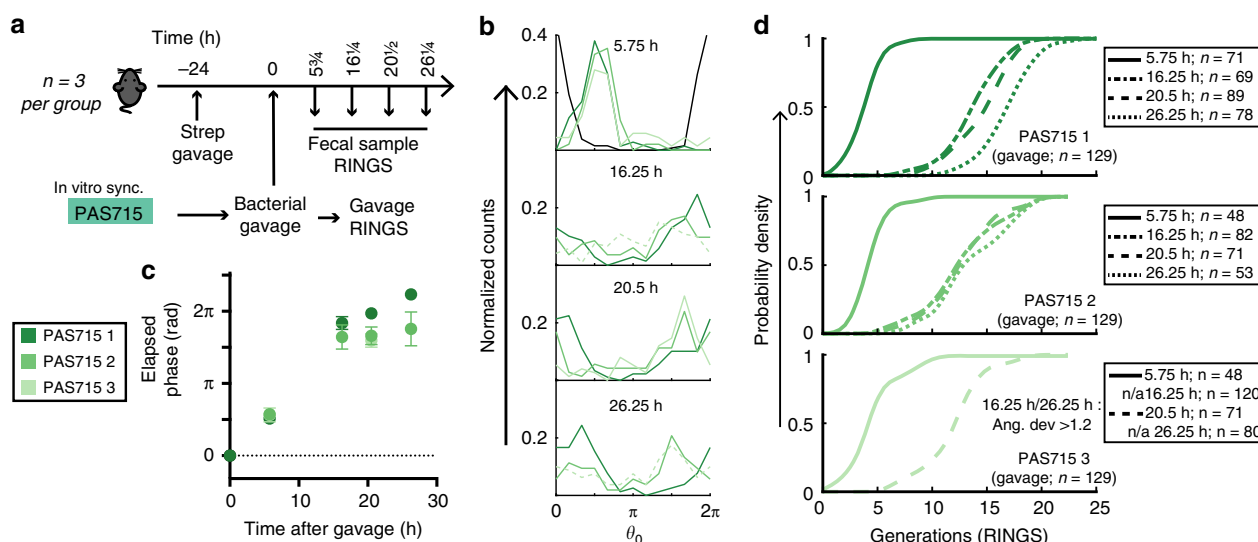 a
Time (h)
n = 3
per group
−24
0
5¾
16¼
20½
26¼
Strep
gavage
Fecal sample
RINGS
In vitro sync.
PAS715
Bacterial
gavage
Gavage
RINGS
b
Normalized counts
0.4
0.2
5.75 h
16.25 h
0.2
20.5 h
0.2
26.25 h
0.2
0
π
2π
θ0
c
PAS715 1
PAS715 2
PAS715 3
Elapsed
phase (rad)
2π
π
0
0
10
20
30
Time after gavage (h)
d
Probability density
1
0.5
0
5.75 h; n = 71
16.25 h; n = 69
20.5 h; n = 89
26.25 h; n = 78
PAS715 1
(gavage; n = 129)
1
0.5
0
5.75 h; n = 48
16.25 h; n = 82
20.5 h; n = 71
26.25 h; n = 53
PAS715 2
(gavage; n = 129)
1
0.5
0
5.75 h; n = 48
n/a16.25 h; n = 120
20.5 h; n = 71
n/a 26.25 h; n = 80
16.25 h/26.25 h :
Ang. dev >1.2
PAS715 3
(gavage; n = 129)
0
5
10
15
20
25
Generations (RINGS)